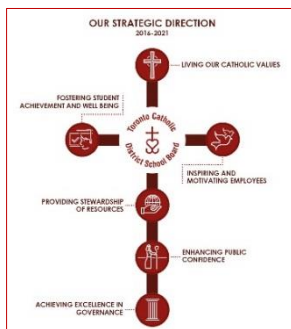 OUR STRATEGIC DIRECTION
2016-2021
LIVING OUR CATHOLIC VALUES
FOSTERING STUDENT
ACHIEVEMENT AND WELL BEING
Toronto Catholic
District School Board
INSPIRING AND
MOTIVATING EMPLOYEES
PROVIDING STEWARDSHIP
OF RESOURCES
ENHANCING PUBLIC
CONFIDENCE
ACHIEVING EXCELLENCE IN
GOVERNANCE